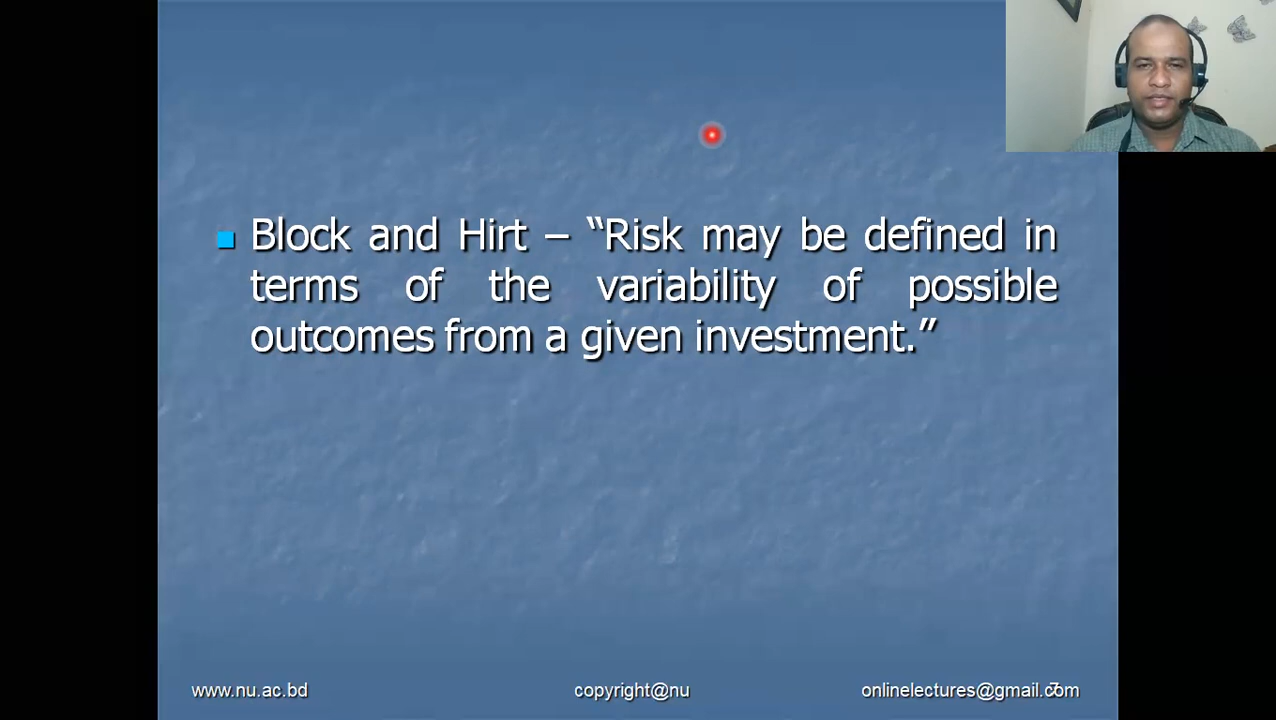 Block and Hirt – “Risk may be defined in
terms of the variability of possible
outcomes from a given investment.”
www.nu.ac.bd
copyright@nu
onlinelectures@gmail.com
7